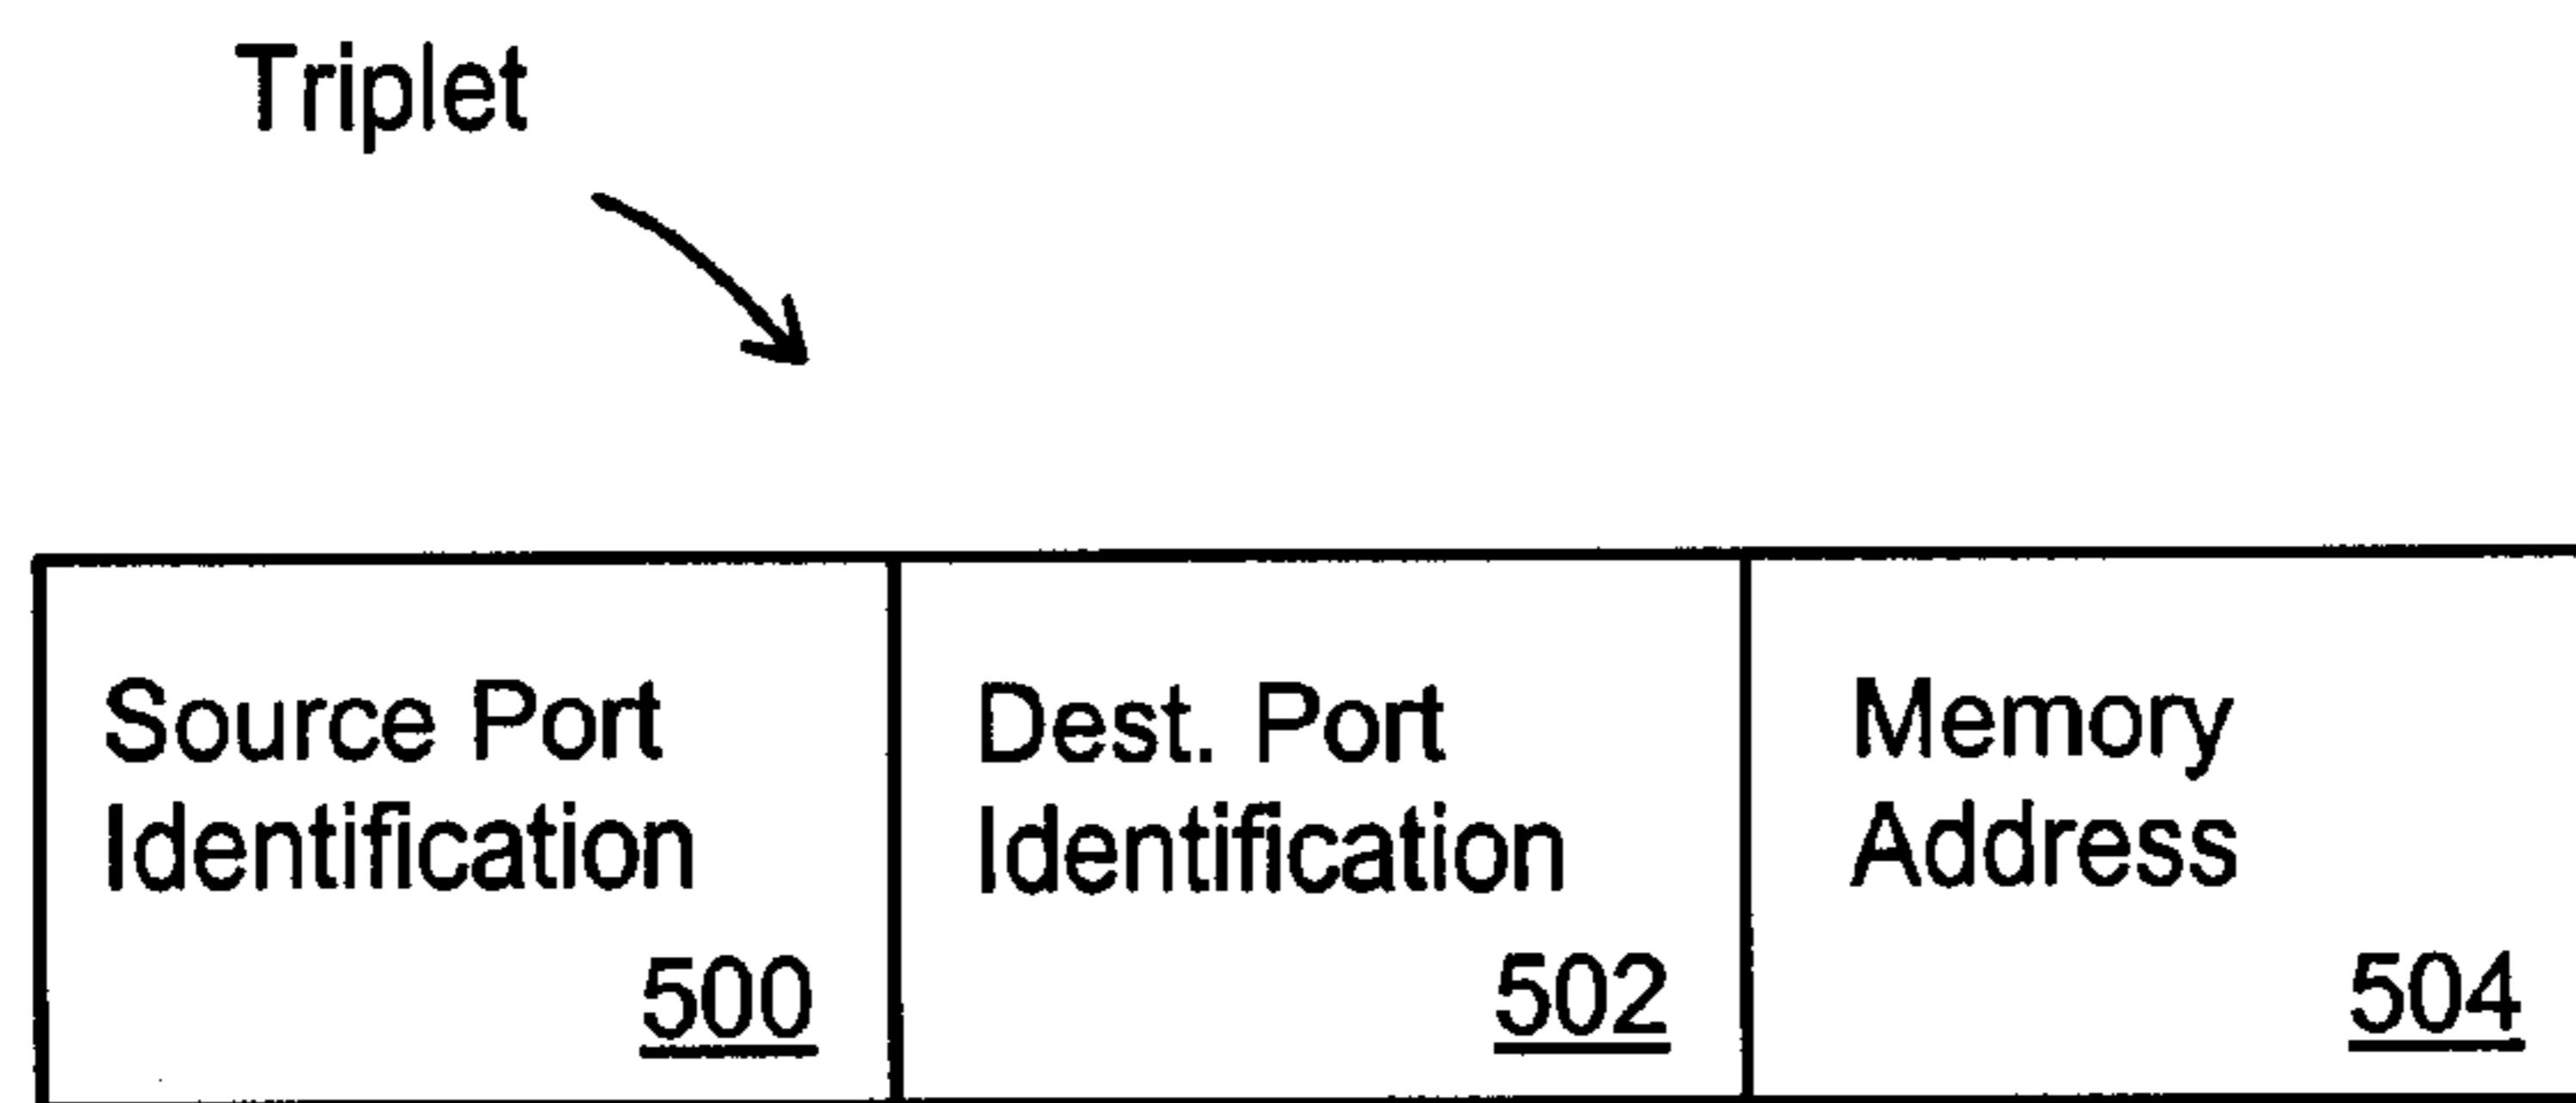 Triplet
Source Port
Identification
500
Dest. Port
Identification
502
Memory
Address
504